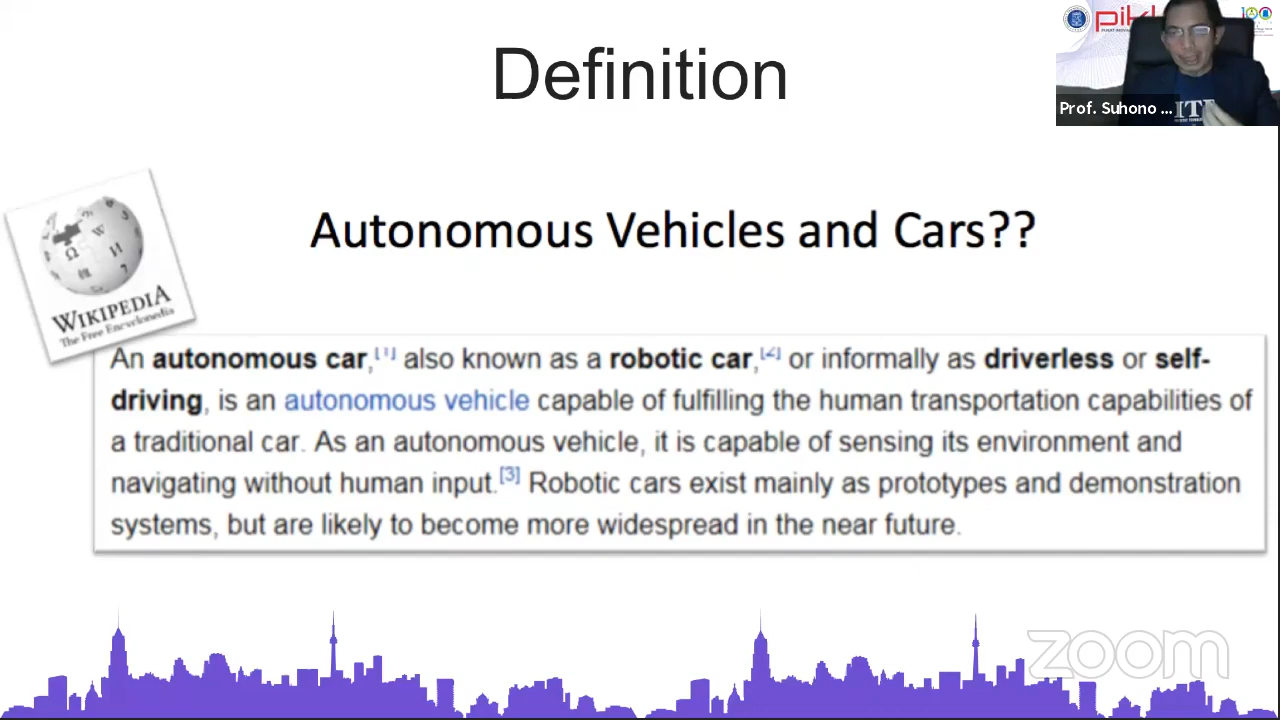 Definition
Prof. Suhono ...
Autonomous Vehicles and Cars??
WIKIPEDIA
The Free Encyclopedia
An autonomous car,[1] also known as a robotic car,[2] or informally as driverless or self-
driving, is an autonomous vehicle capable of fulfilling the human transportation capabilities of
a traditional car. As an autonomous vehicle, it is capable of sensing its environment and
navigating without human input.[3] Robotic cars exist mainly as prototypes and demonstration
systems, but are likely to become more widespread in the near future.
zoom